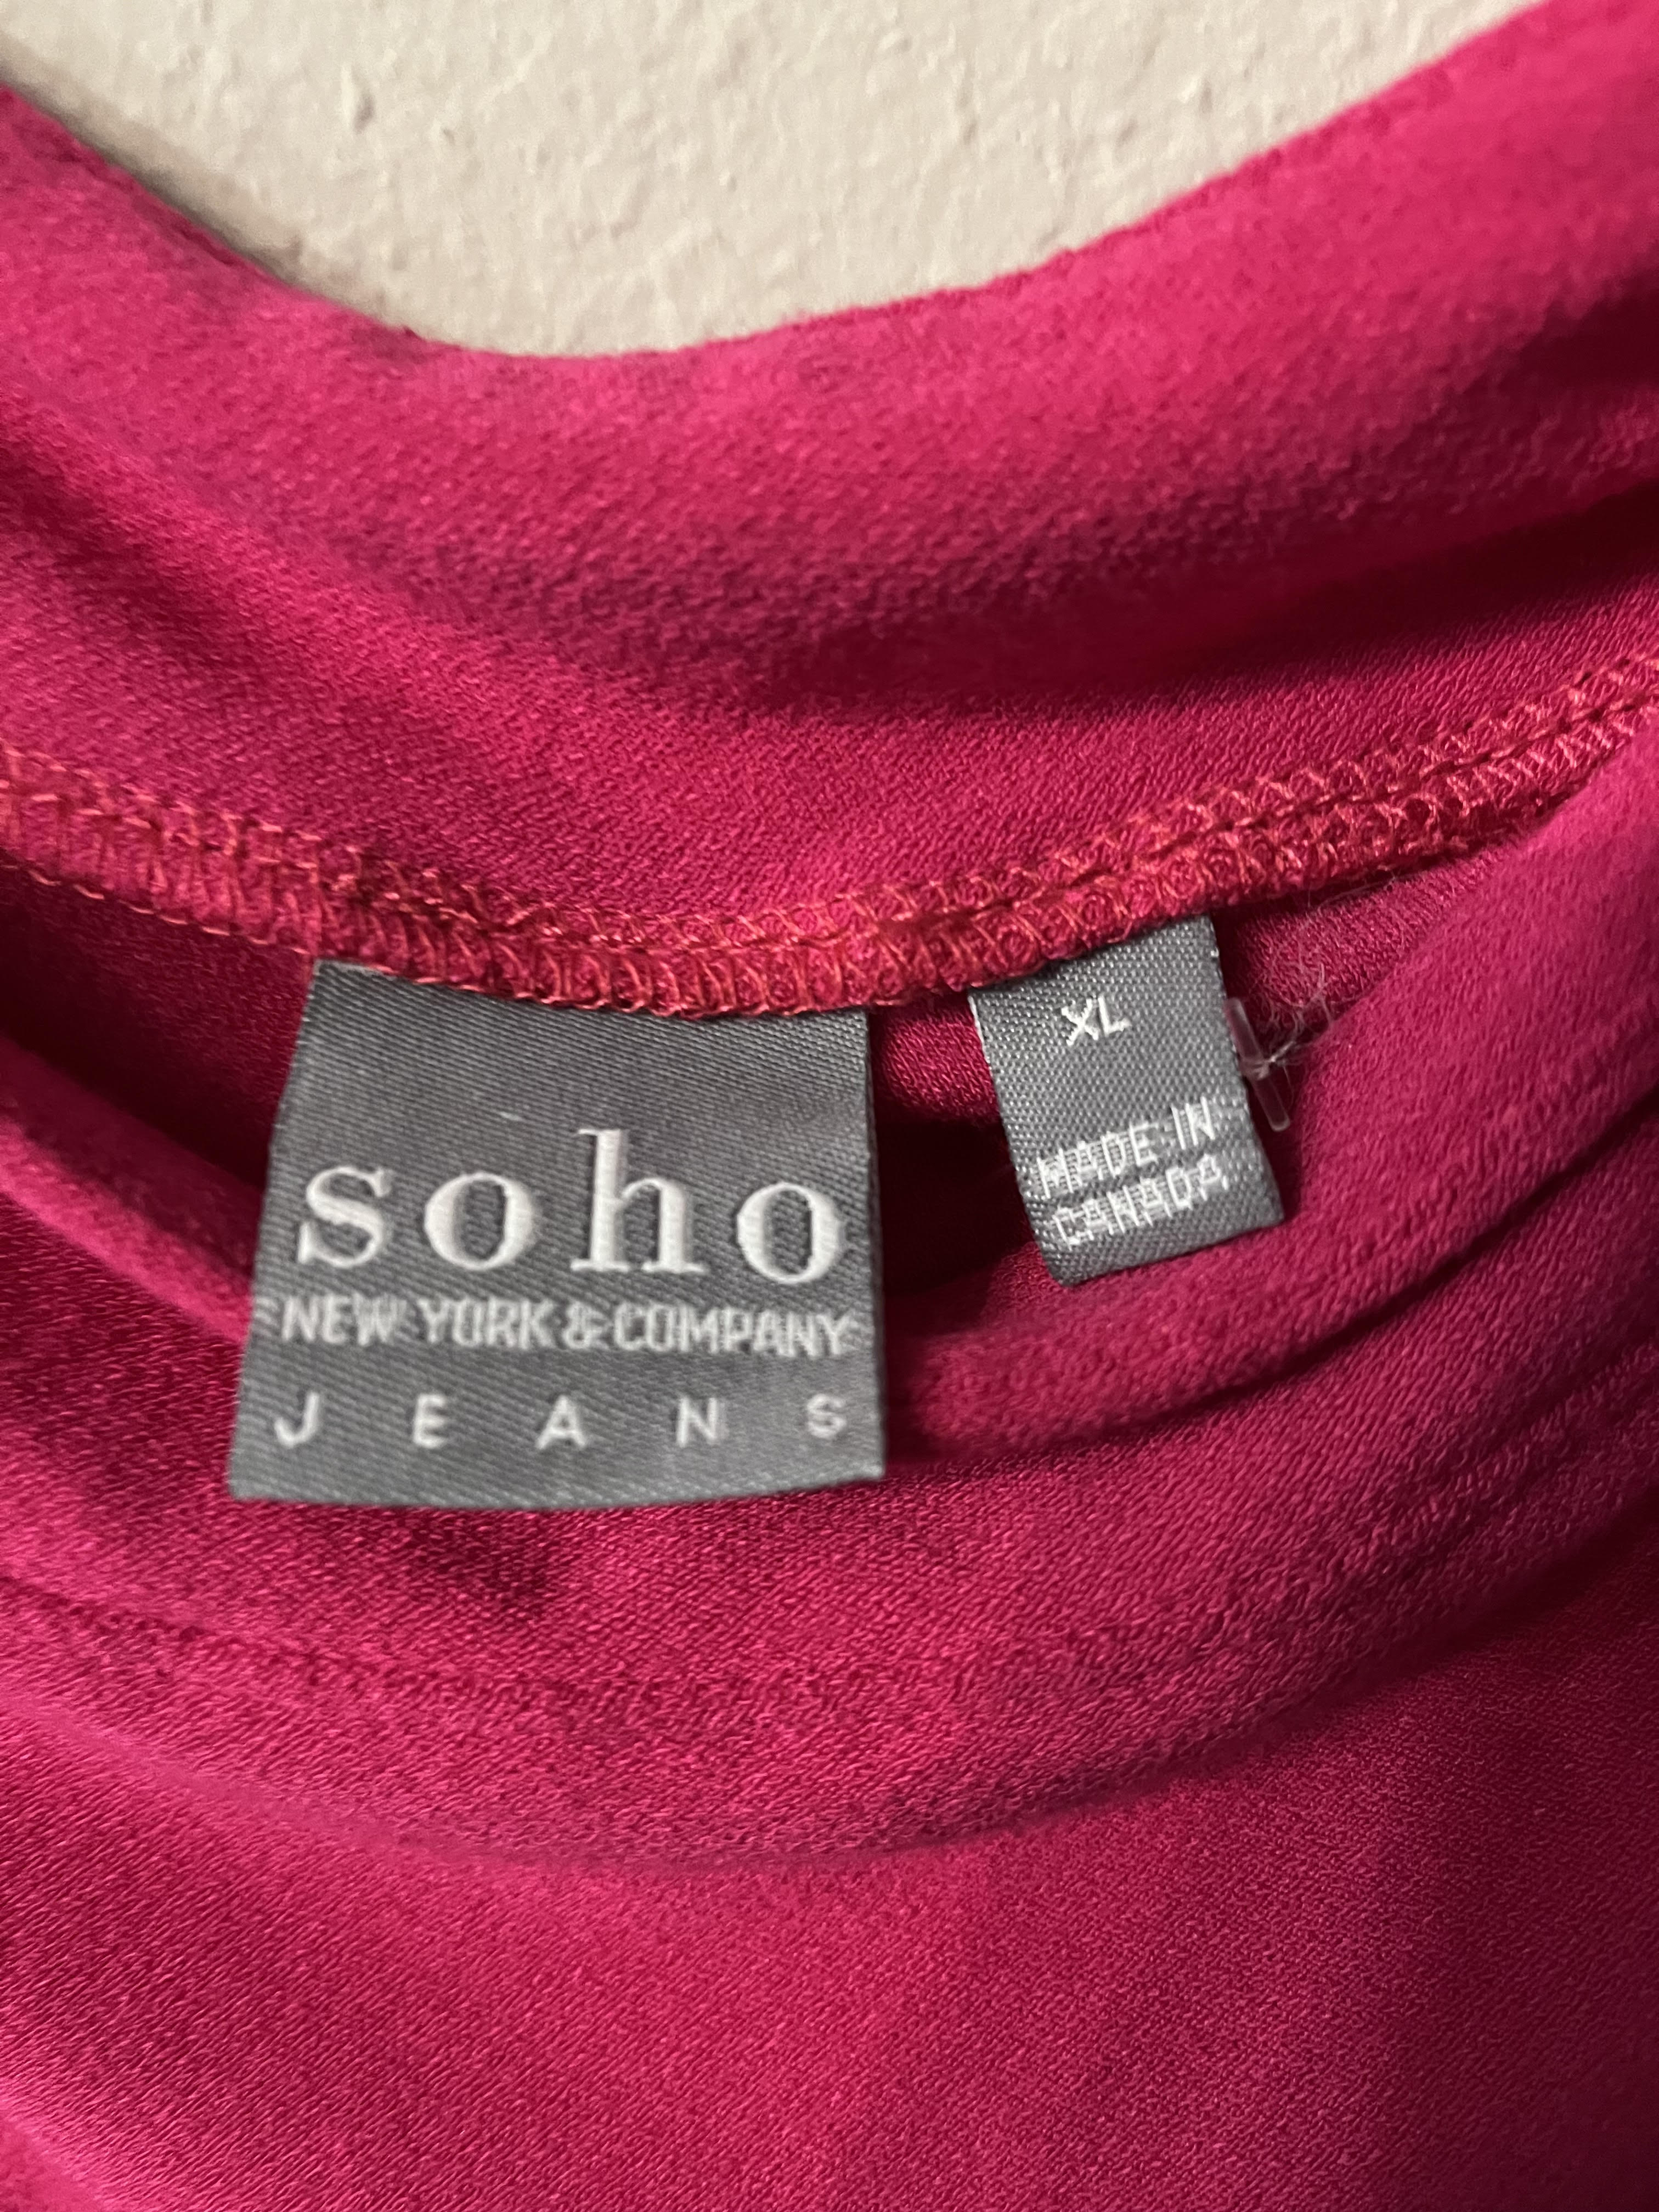 soho
NEW YORK & COMPANY
JEANS
XL
MADE IN
CANADA